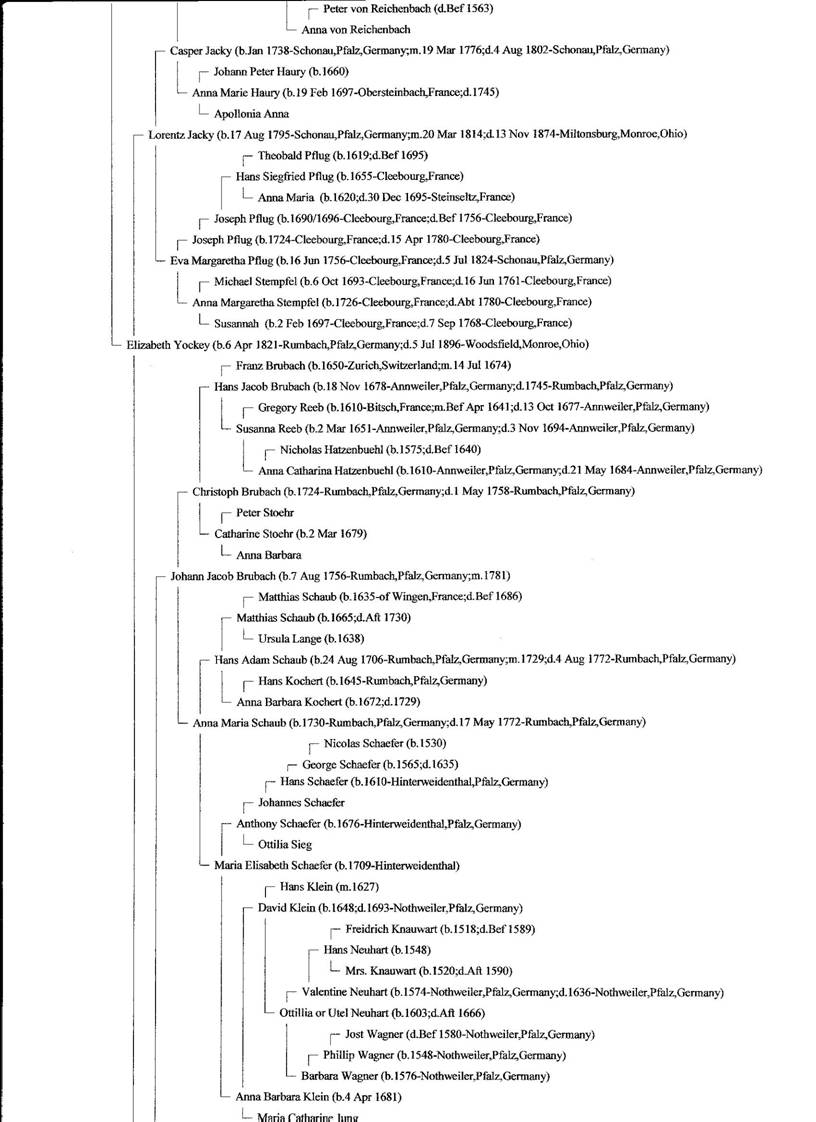 Peter von Reichenbach (d.Bef 1563)
Anna von Reichenbach
Casper Jacky (b.Jan 1738-Schonau,Pfalz,Germany;m.19 Mar 1776;d.4 Aug 1802-Schonau,Pfalz,Germany)
Johann Peter Haury (b.1660)
Anna Marie Haury (b.19 Feb 1697-Obersteinbach,France;d.1745)
Apollonia Anna
Lorentz Jacky (b.17 Aug 1795-Schonau,Pfalz,Germany;m.20 Mar 1814;d.13 Nov 1874-Miltonsburg,Monroe,Ohio)
Theobald Pflug (b.1619;d.Bef 1695)
Hans Siegfried Pflug (b.1655-Cleebourg,France)
Anna Maria (b.1620;d.30 Dec 1695-Steinseltz,France)
Joseph Pflug (b.1690/1696-Cleebourg,France;d.Bef 1756-Cleebourg,France)
Joseph Pflug (b.1724-Cleebourg,France;d.15 Apr 1780-Cleebourg,France)
Eva Margaretha Pflug (b.16 Jun 1756-Cleebourg,France;d.5 Jul 1824-Schonau,Pfalz,Germany)
Michael Stempfel (b.6 Oct 1693-Cleebourg,France;d.16 Jun 1761-Cleebourg,France)
Anna Margaretha Stempfel (b.1726-Cleebourg,France;d.Abt 1780-Cleebourg,France)
Susannah (b.2 Feb 1697-Cleebourg,France;d.7 Sep 1768-Cleebourg,France)
Elizabeth Yockey (b.6 Apr 1821-Rumbach,Pfalz,Germany;d.5 Jul 1896-Woodsfield,Monroe,Ohio)
Franz Brubach (b.1650-Zurich,Switzerland;m.14 Jul 1674)
Hans Jacob Brubach (b.18 Nov 1678-Annweiler,Pfalz,Germany;d.1745-Rumbach,Pfalz,Germany)
Gregory Reeb (b.1610-Bitsch,France;m.Bef Apr 1641;d.13 Oct 1677-Annweiler,Pfalz,Germany)
Susanna Reeb (b.2 Mar 1651-Annweiler,Pfalz,Germany;d.3 Nov 1694-Annweiler,Pfalz,Germany)
Nicholas Hatzenbuehl (b.1575;d.Bef 1640)
Anna Catharina Hatzenbuehl (b.1610-Annweiler,Pfalz,Germany;d.21 May 1684-Annweiler,Pfalz,Germany)
Christoph Brubach (b.1724-Rumbach,Pfalz,Germany;d.1 May 1758-Rumbach,Pfalz,Germany)
Peter Stoehr
Catharine Stoehr (b.2 Mar 1679)
Anna Barbara
Johann Jacob Brubach (b.7 Aug 1756-Rumbach,Pfalz,Germany;m.1781)
Matthias Schaub (b.1635-of Wingen,France;d.Bef 1686)
Matthias Schaub (b.1665;d.Aft 1730)
Ursula Lange (b.1638)
Hans Adam Schaub (b.24 Aug 1706-Rumbach,Pfalz,Germany;m.1729;d.4 Aug 1772-Rumbach,Pfalz,Germany)
Hans Kochert (b.1645-Rumbach,Pfalz,Germany)
Anna Barbara Kochert (b.1672;d.1729)
Anna Maria Schaub (b.1730-Rumbach,Pfalz,Germany;d.17 May 1772-Rumbach,Pfalz,Germany)
Nicolas Schaefer (b.1530)
George Schaefer (b.1565;d.1635)
Hans Schaefer (b.1610-Hinterweidenthal,Pfalz,Germany)
Johannes Schaefer
Anthony Schaefer (b.1676-Hinterweidenthal,Pfalz,Germany)
Ottilia Sieg
Maria Elisabeth Schaefer (b.1709-Hinterweidenthal)
Hans Klein (m.1627)
David Klein (b.1648;d.1693-Nothweiler,Pfalz,Germany)
Freidrich Knauwart (b.1518;d.Bef 1589)
Hans Neuhart (b.1548)
Mrs. Knauwart (b.1520;d.Aft 1590)
Valentine Neuhart (b.1574-Nothweiler,Pfalz,Germany;d.1636-Nothweiler,Pfalz,Germany)
Ottillia or Utel Neuhart (b.1603;d.Aft 1666)
Jost Wagner (d.Bef 1580-Nothweiler,Pfalz,Germany)
Phillip Wagner (b.1548-Nothweiler,Pfalz,Germany)
Barbara Wagner (b.1576-Nothweiler,Pfalz,Germany)
Anna Barbara Klein (b.4 Apr 1681)
Maria Catharine Jung